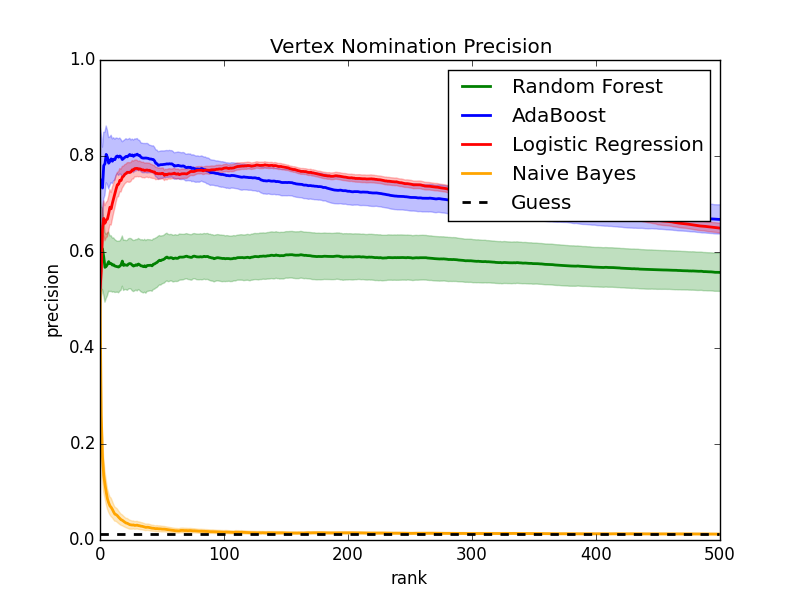 Vertex Nomination Precision
1.0
0.8
0.6
0.4
0.2
0.0
precision
Random Forest
AdaBoost
Logistic Regression
Naive Bayes
Guess
0 100 200 300 400 500
rank